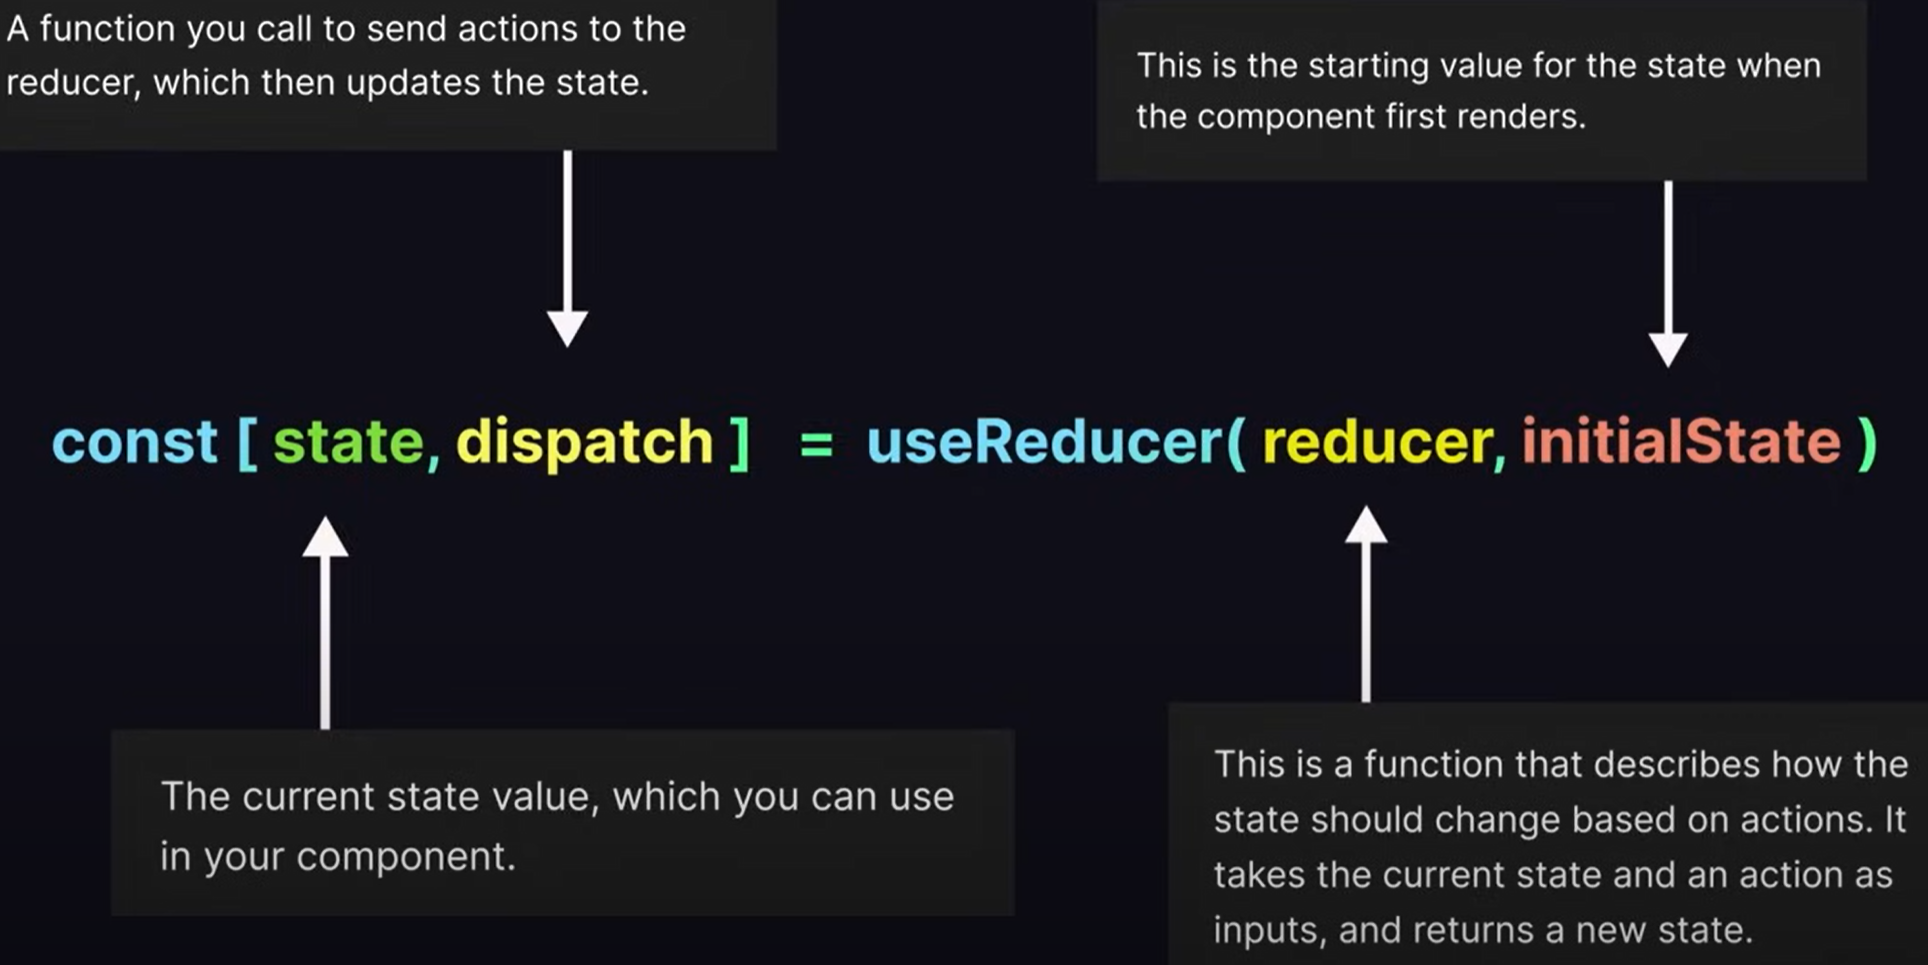 A function you call to send actions to the
reducer, which then updates the state.
This is the starting value for the state when
the component first renders.
const [ state, dispatch ] = useReducer( reducer, initialState )
The current state value, which you can use
in your component.
This is a function that describes how the
state should change based on actions. It
takes the current state and an action as
inputs, and returns a new state.